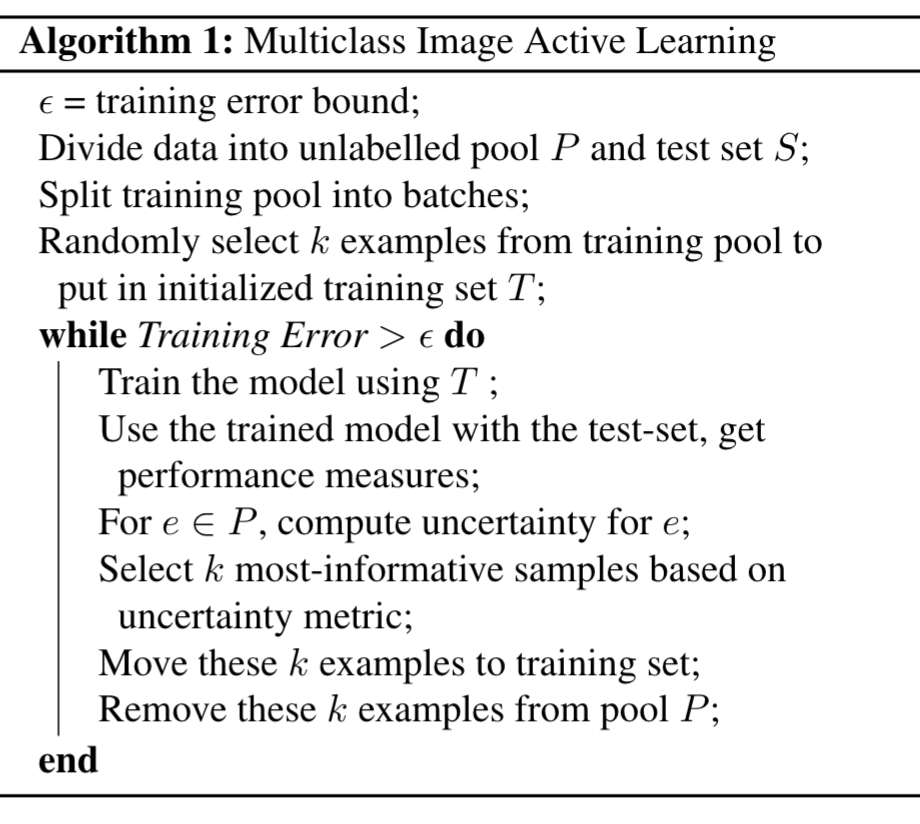 Algorithm 1: Multiclass Image Active Learning
ϵ = training error bound;
Divide data into unlabelled pool P and test set S;
Split training pool into batches;
Randomly select k examples from training pool to
put in initialized training set T;
while Training Error > ϵ do
Train the model using T ;
Use the trained model with the test-set, get
performance measures;
For e ∈ P, compute uncertainty for e;
Select k most-informative samples based on
uncertainty metric;
Move these k examples to training set;
Remove these k examples from pool P;
end